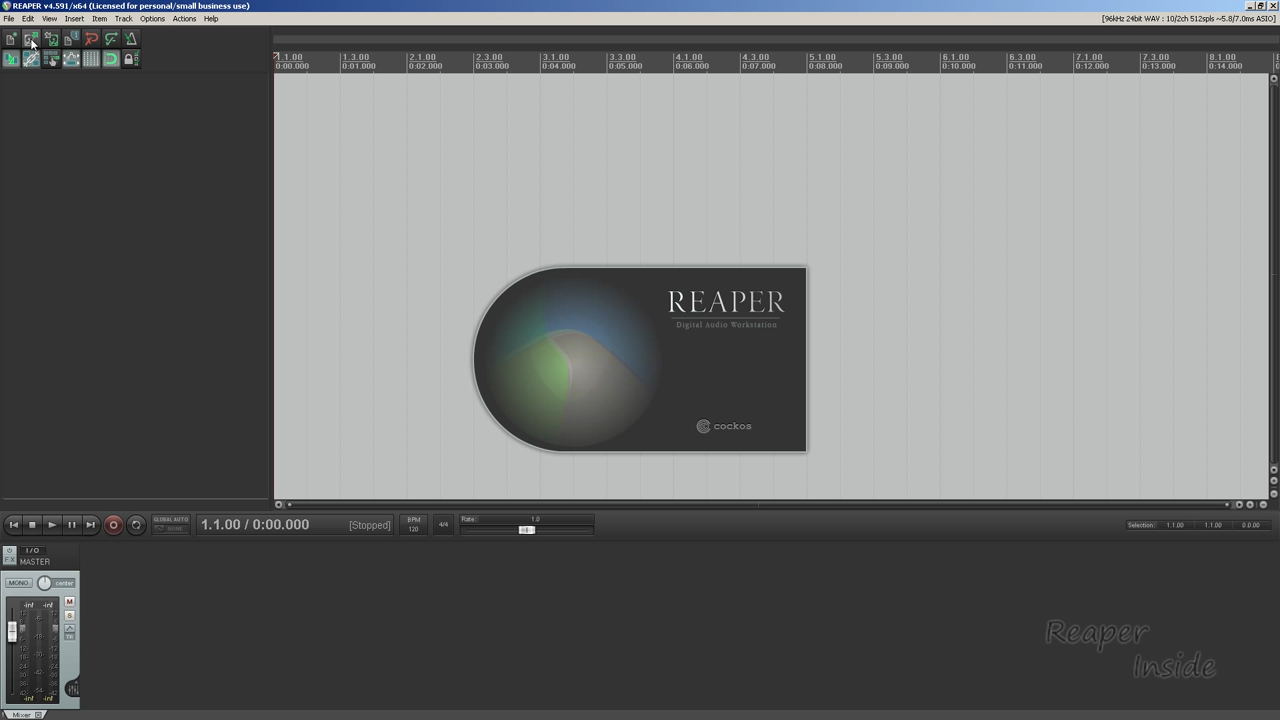 REAPER v4.591/x64 (Licensed for personal/small business use)
File Edit View Insert Item Track Options Actions Help
[96kHz 24bit WAV : 10/2ch 512spls ~5.8/7.0ms ASIO]
1.1.00 1.3.00 2.1.00 2.3.00 3.1.00 3.3.00 4.1.00 4.3.00 5.1.00 5.3.00 6.1.00 6.3.00 7.1.00 7.3.00 8.1.00
0:00.000 0:01.000 0:02.000 0:03.000 0:04.000 0:05.000 0:06.000 0:07.000 0:08.000 0:09.000 0:10.000 0:11.000 0:12.000 0:13.000 0:14.000
REAPER
Digital Audio Workstation
cockos
GLOBAL AUTO
NONE
1.1.00 / 0:00.000 [Stopped]
BPM
120
4/4
Rate: 1.0
Selection: 1.1.00 1.1.00 0.0.00
I/O
FX
MASTER
MONO center
-inf -inf
M
S
TR
-inf -inf
Reaper
Inside
Mixer